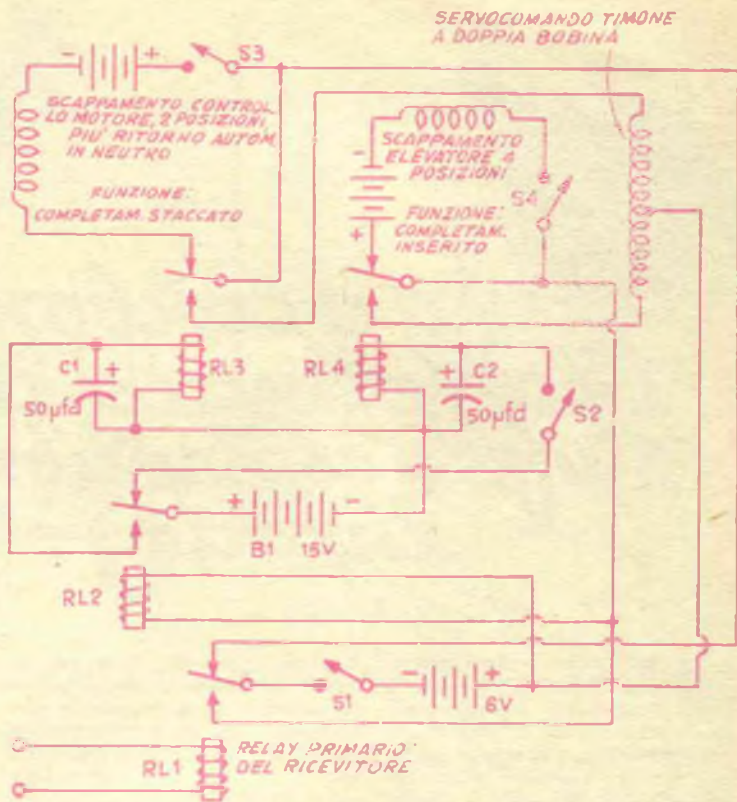 SERVOCOMANDO TIMONE
A DOPPIA BOBINA
- +
S3
SCAPPAMENTO CONTROL
LO MOTORE, 2 POSIZIONI
PIU' RITORNO AUTOM.
IN NEUTRO
FUNZIONE:
COMPLETAM. STACCATO
-
SCAPPAMENTO
ELEVATORE 4
POSIZIONI
S4
FUNZIONE:
COMPLETAM.
INSERITO
+
C1 +
50µfd
RL3
RL4
+ C2
50µfd
S2
+ -
B1 15V
RL2
- +
S1
6V
RL1
RELAY PRIMARIO
DEL RICEVITORE